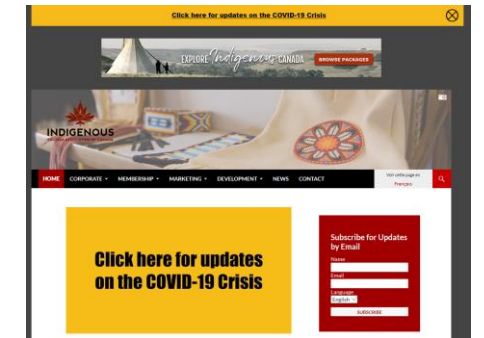 Click here for updates on the COVID-19 Crisis
EXPLORE Indigenous CANADA
BROWSE PACKAGES
INDIGENOUS
HOME CORPORATE MEMBERSHIP MARKETING DEVELOPMENT NEWS CONTACT
Voir cette page en
Français
Click here for updates
on the COVID-19 Crisis
Subscribe for Updates
by Email
Name
Email
Language
English
SUBSCRIBE